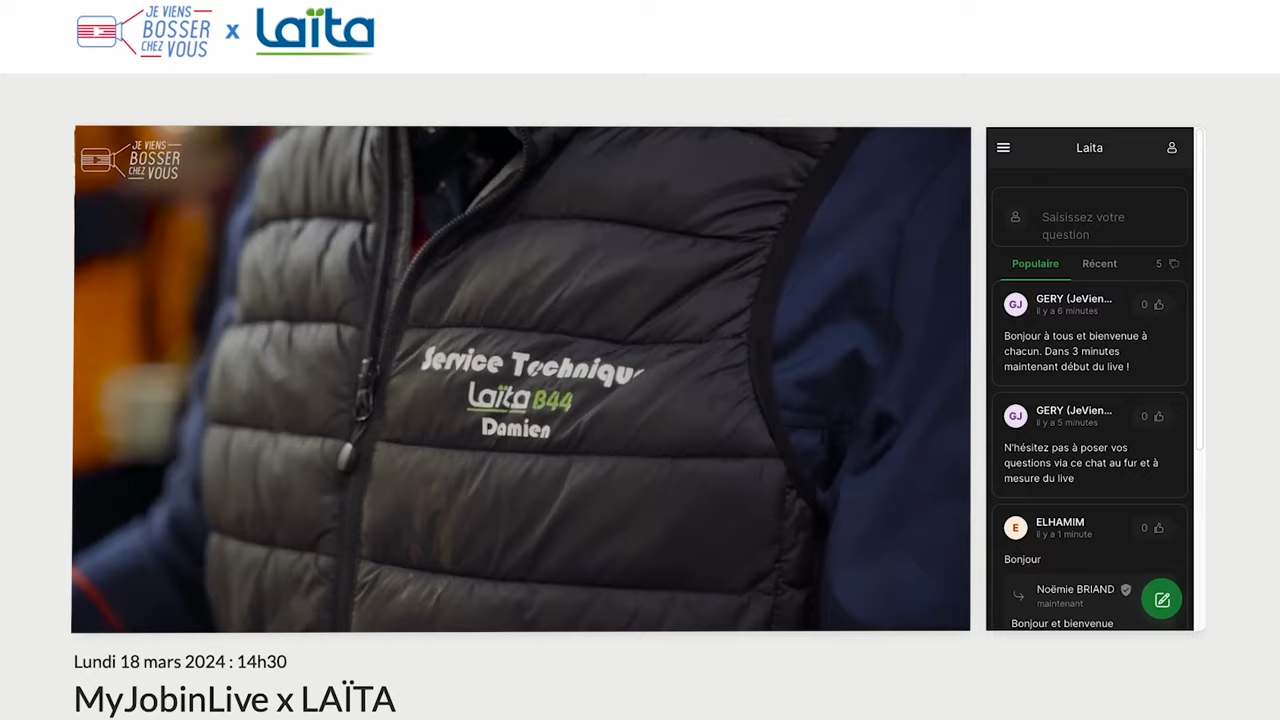 JE VIENS
BOSSER
CHEZ VOUS
x
Laïta
JE VIENS
BOSSER
CHEZ VOUS
Service Technique
Laïta B44
Damien
Laita
Saisissez votre
question
Populaire Récent 5
GJ GERY (JeVien... 0
il y a 6 minutes
Bonjour à tous et bienvenue à
chacun. Dans 3 minutes
maintenant début du live !
GJ GERY (JeVien... 0
il y a 5 minutes
N'hésitez pas à poser vos
questions via ce chat au fur et à
mesure du live
E ELHAMIM 0
il y a 1 minute
Bonjour
Noëmie BRIAND
maintenant
Bonjour et bienvenue
Lundi 18 mars 2024 : 14h30
MyJobinLive x LAÏTA